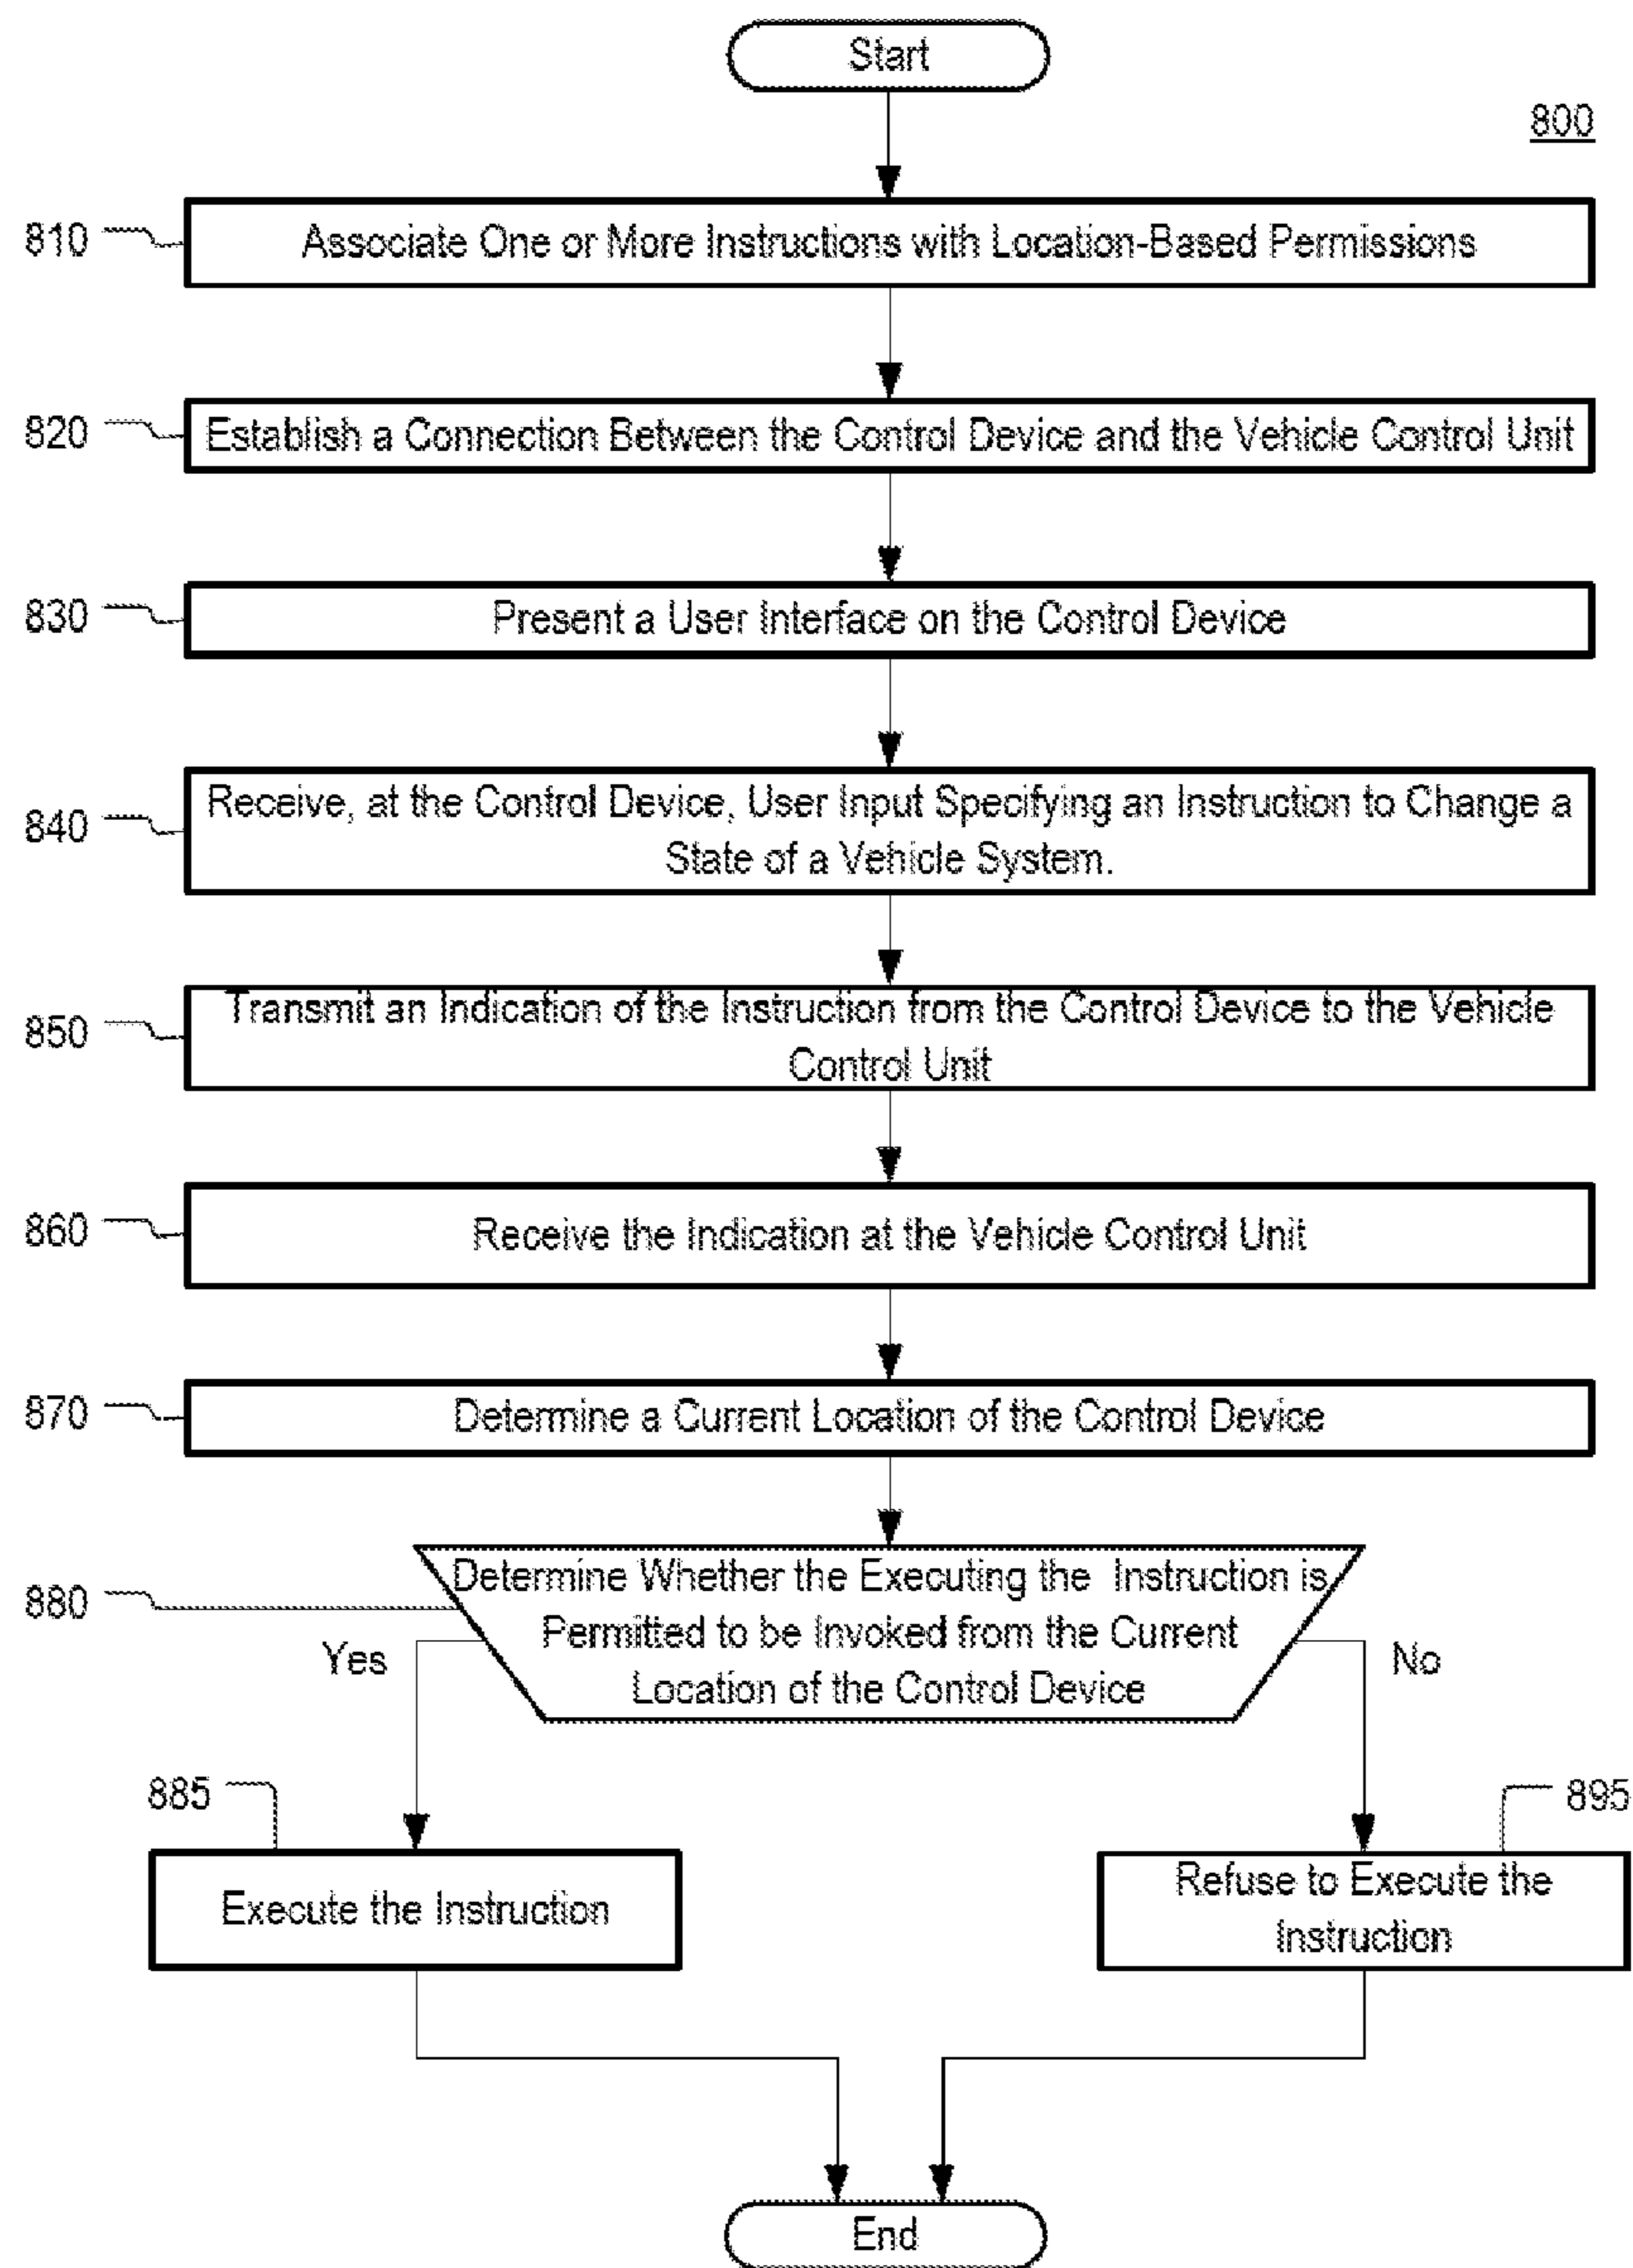 Start
800
810
Associate One or More Instructions with Location-Based Permissions
820
Establish a Connection Between the Control Device and the Vehicle Control Unit
830
Present a User Interface on the Control Device
840
Receive, at the Control Device, User Input Specifying an Instruction to Change a
State of a Vehicle System.
850
Transmit an Indication of the Instruction from the Control Device to the Vehicle
Control Unit
860
Receive the Indication at the Vehicle Control Unit
870
Determine a Current Location of the Control Device
880
Determine Whether the Executing the Instruction is
Permitted to be Invoked from the Current
Location of the Control Device
Yes
No
885
895
Execute the Instruction
Refuse to Execute the
Instruction
End